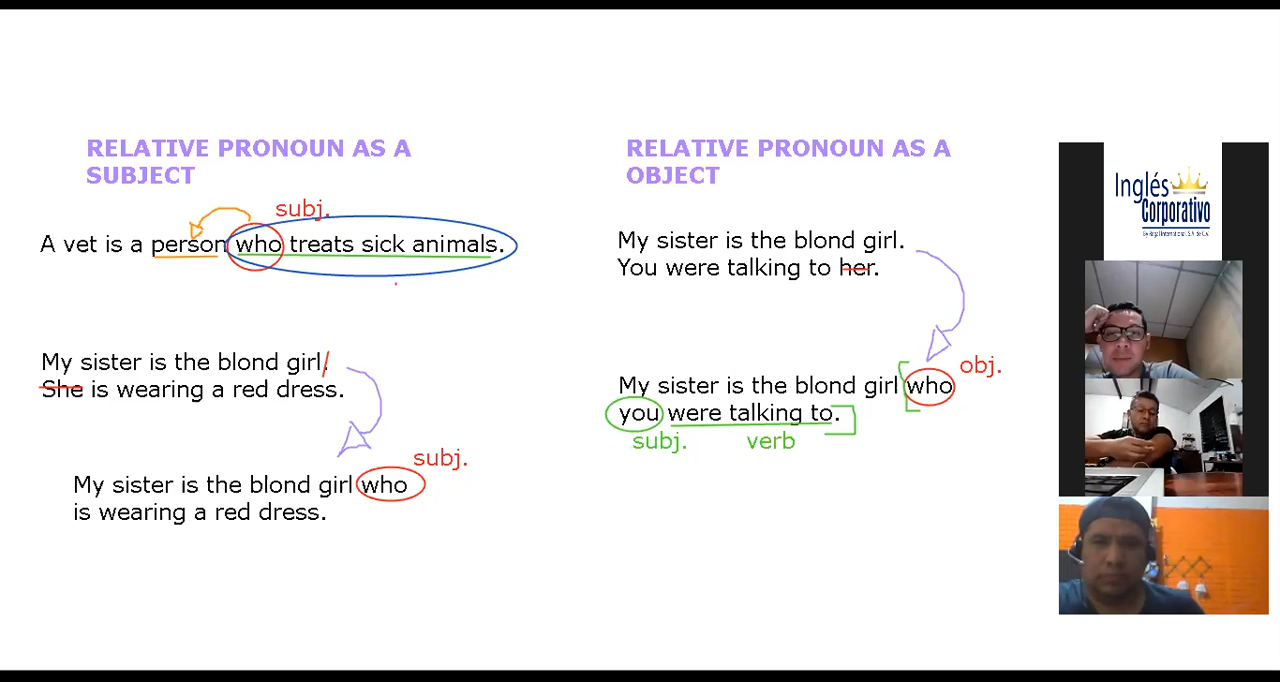 RELATIVE PRONOUN AS A
SUBJECT
subj.
A vet is a person who treats sick animals.
My sister is the blond girl.
She is wearing a red dress.
subj.
My sister is the blond girl who
is wearing a red dress.
RELATIVE PRONOUN AS A
OBJECT
My sister is the blond girl.
You were talking to her.
obj.
My sister is the blond girl who
you were talking to.
subj. verb
Inglés
Corporativo